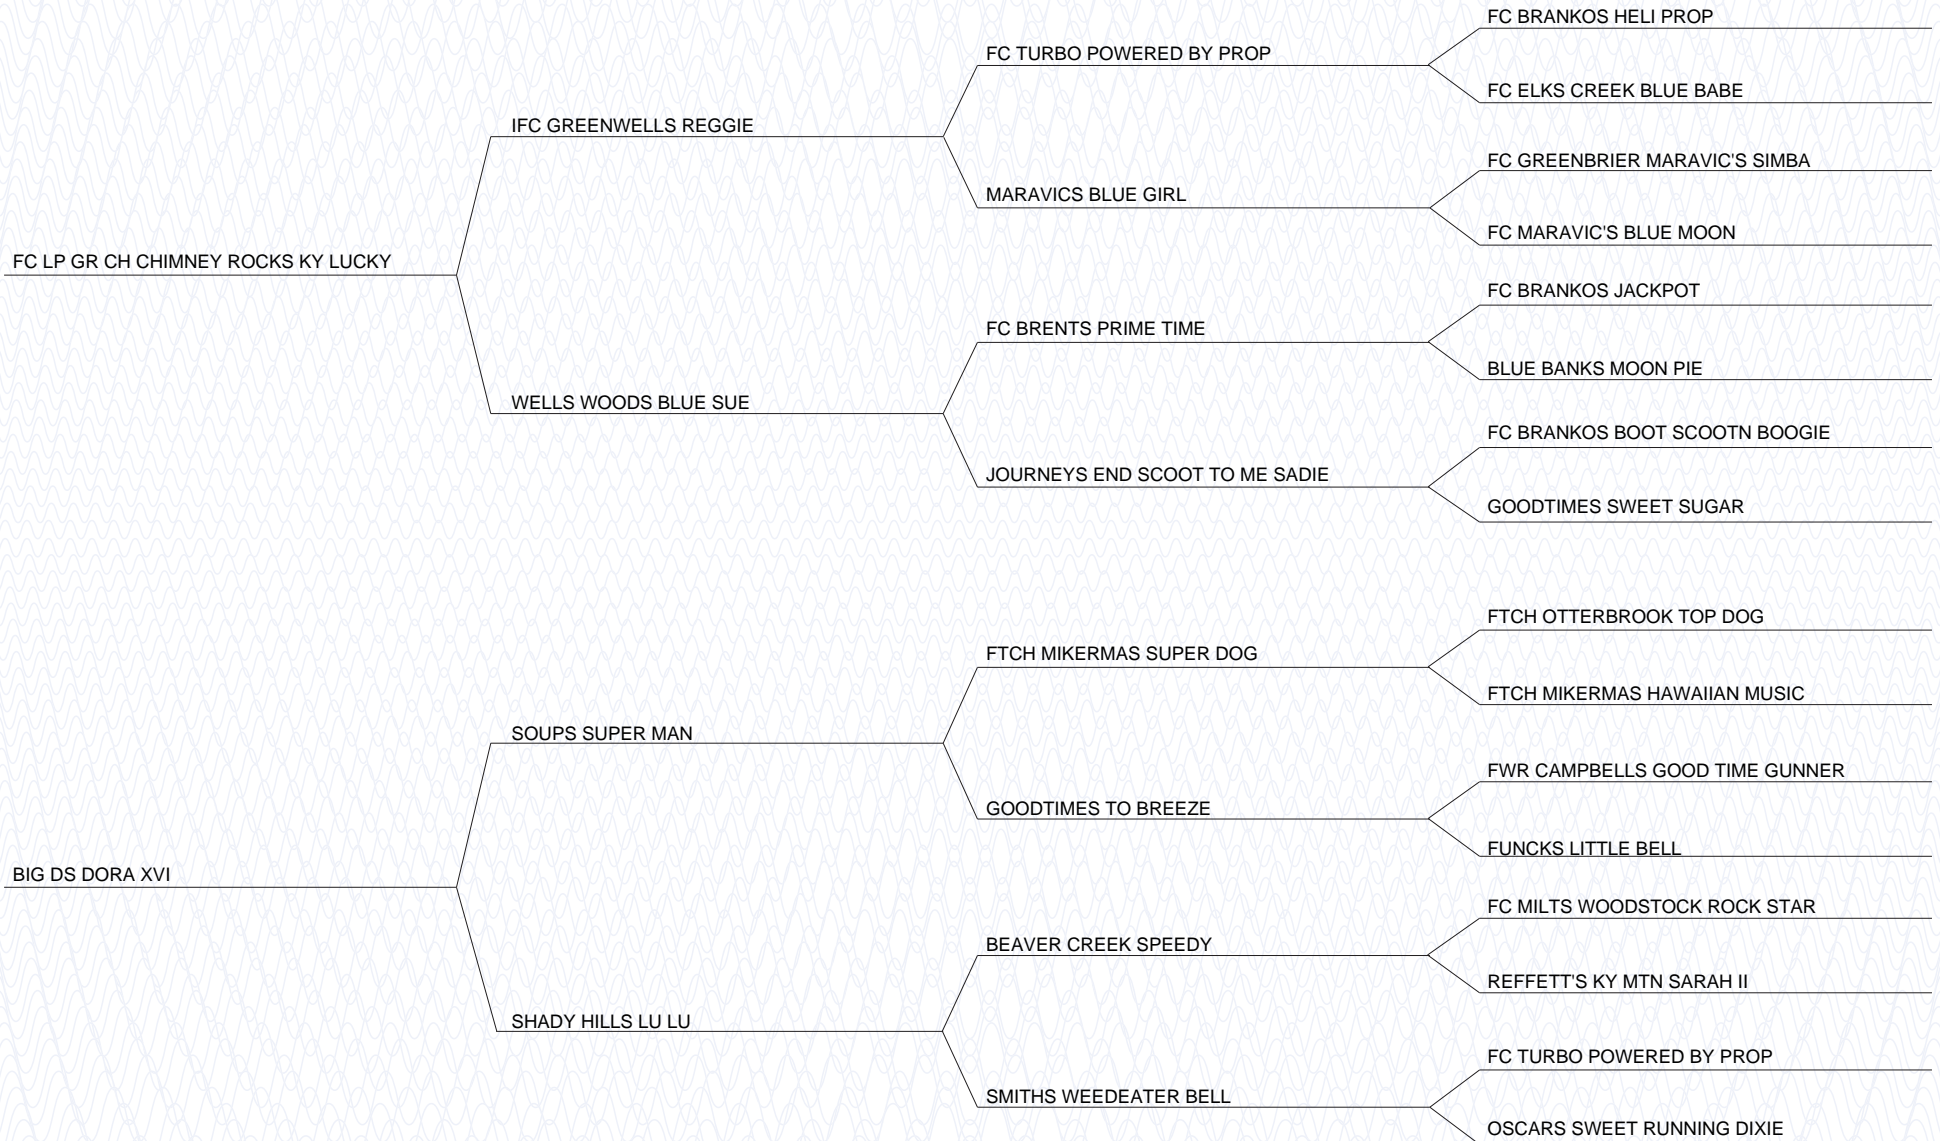 FC BRANKOS HELI PROP
FC TURBO POWERED BY PROP
FC ELKS CREEK BLUE BABE
IFC GREENWELLS REGGIE
FC GREENBRIER MARAVIC'S SIMBA
MARAVICS BLUE GIRL
FC MARAVIC'S BLUE MOON
FC LP GR CH CHIMNEY ROCKS KY LUCKY
FC BRANKOS JACKPOT
FC BRENTS PRIME TIME
BLUE BANKS MOON PIE
WELLS WOODS BLUE SUE
FC BRANKOS BOOT SCOOTN BOOGIE
JOURNEYS END SCOOT TO ME SADIE
GOODTIMES SWEET SUGAR
FTCH OTTERBROOK TOP DOG
FTCH MIKERMAS SUPER DOG
FTCH MIKERMAS HAWAIIAN MUSIC
SOUPS SUPER MAN
FWR CAMPBELLS GOOD TIME GUNNER
GOODTIMES TO BREEZE
FUNCKS LITTLE BELL
BIG DS DORA XVI
FC MILTS WOODSTOCK ROCK STAR
BEAVER CREEK SPEEDY
REFFETT'S KY MTN SARAH II
SHADY HILLS LU LU
FC TURBO POWERED BY PROP
SMITHS WEEDEATER BELL
OSCARS SWEET RUNNING DIXIE